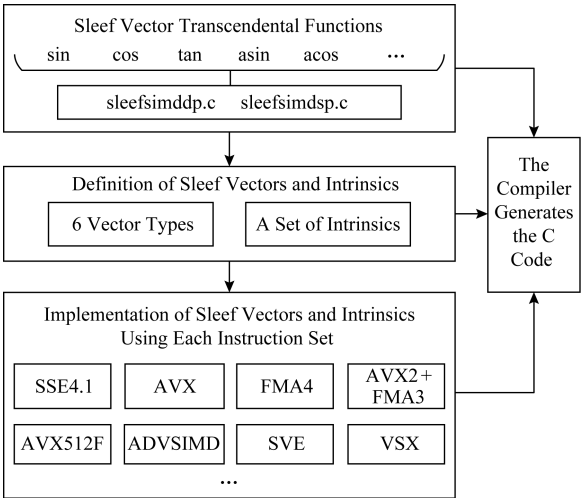 Sleef Vector Transcendental Functions
sin cos tan asin acos ...
sleefsimddp.c sleefsimdsp.c
Definition of Sleef Vectors and Intrinsics
6 Vector Types
A Set of Intrinsics
Implementation of Sleef Vectors and Intrinsics
Using Each Instruction Set
SSE4.1
AVX
FMA4
AVX2+
FMA3
AVX512F
ADVSIMD
SVE
VSX
...
The
Compiler
Generates
the C
Code